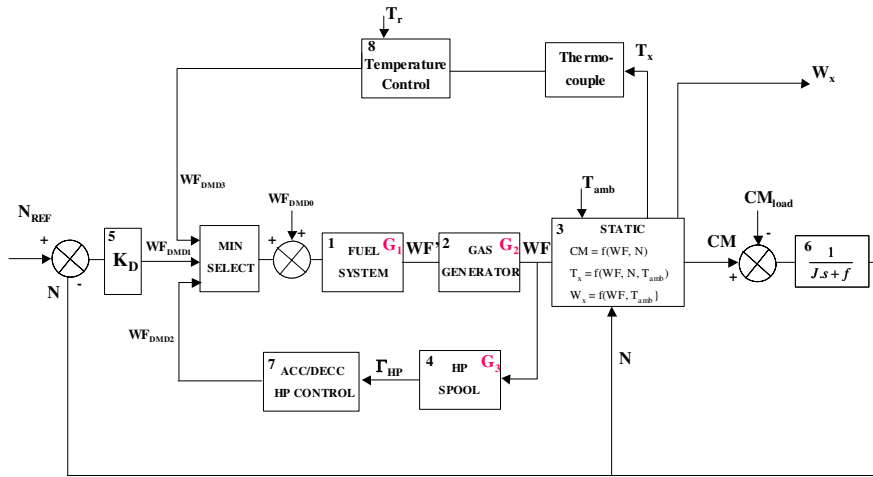 T_r
8
Temperature
Control
Thermo-
couple
T_x
W_x
WF_DMD3
WF_DMD0
T_amb
N_REF
5
K_D
WF_DMD1
MIN
SELECT
+
+
1
G_1
FUEL
SYSTEM
WF'
2
G_2
GAS
GENERATOR
WF
3
STATIC
CM = f(WF, N)
T_x = f(WF, N, T_amb)
W_x = f(WF, T_amb}
CM_load
CM
-
+
6
1
J.s + f
+
-
N
WF_DMD2
7
ACC/DECC
HP CONTROL
Γ_HP
4
G_3
HP
SPOOL
N